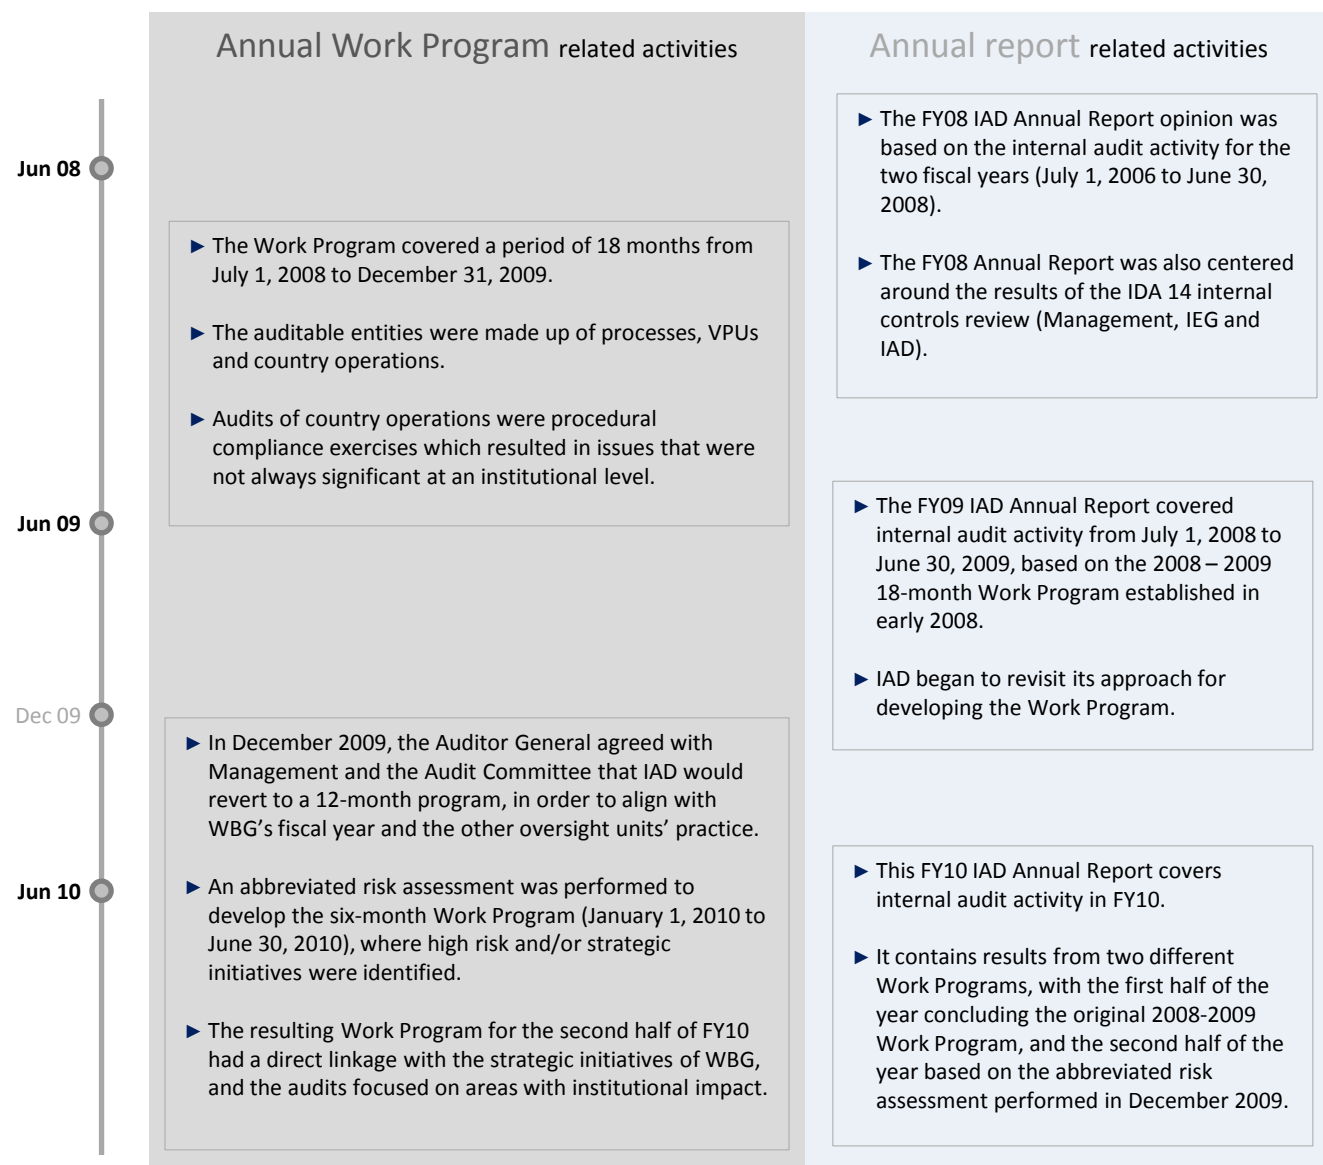 Annual Work Program related activities
Annual report related activities
Jun 08
► The FY08 IAD Annual Report opinion was
based on the internal audit activity for the
two fiscal years (July 1, 2006 to June 30,
2008).
► The FY08 Annual Report was also centered
around the results of the IDA 14 internal
controls review (Management, IEG and
IAD).
► The Work Program covered a period of 18 months from
July 1, 2008 to December 31, 2009.
► The auditable entities were made up of processes, VPUs
and country operations.
► Audits of country operations were procedural
compliance exercises which resulted in issues that were
not always significant at an institutional level.
Jun 09
► The FY09 IAD Annual Report covered
internal audit activity from July 1, 2008 to
June 30, 2009, based on the 2008 – 2009
18-month Work Program established in
early 2008.
► IAD began to revisit its approach for
developing the Work Program.
Dec 09
► In December 2009, the Auditor General agreed with
Management and the Audit Committee that IAD would
revert to a 12-month program, in order to align with
WBG’s fiscal year and the other oversight units’ practice.
► An abbreviated risk assessment was performed to
develop the six-month Work Program (January 1, 2010 to
June 30, 2010), where high risk and/or strategic
initiatives were identified.
► The resulting Work Program for the second half of FY10
had a direct linkage with the strategic initiatives of WBG,
and the audits focused on areas with institutional impact.
Jun 10
► This FY10 IAD Annual Report covers
internal audit activity in FY10.
► It contains results from two different
Work Programs, with the first half of the
year concluding the original 2008-2009
Work Program, and the second half of the
year based on the abbreviated risk
assessment performed in December 2009.